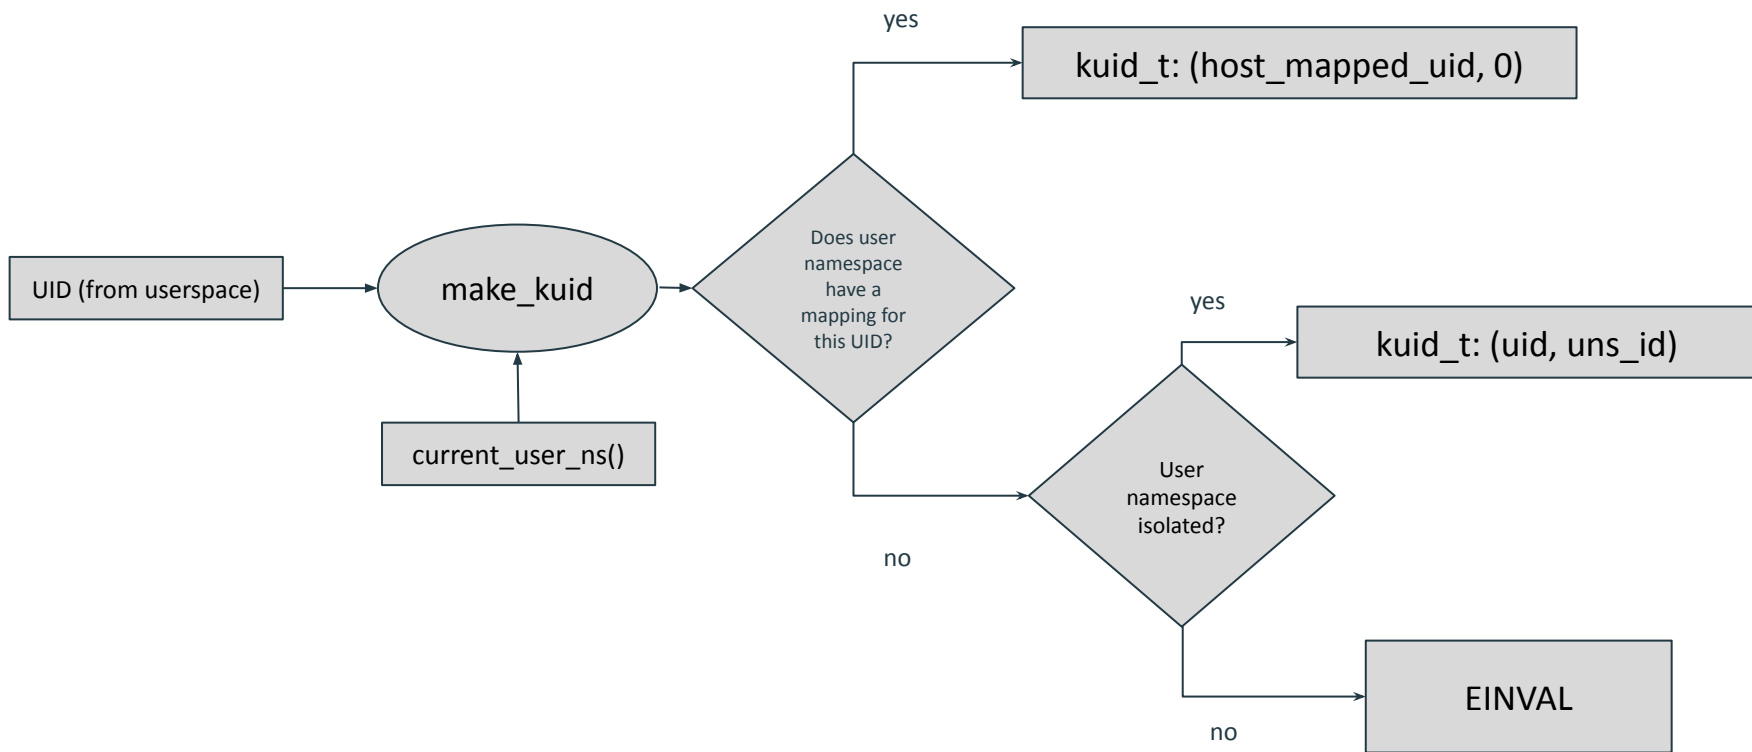 yes
kuid_t: (host_mapped_uid, 0)
Does user
namespace
have a
mapping for
this UID?
UID (from userspace)
make_kuid
yes
kuid_t: (uid, uns_id)
current_user_ns()
User
namespace
isolated?
no
EINVAL
no